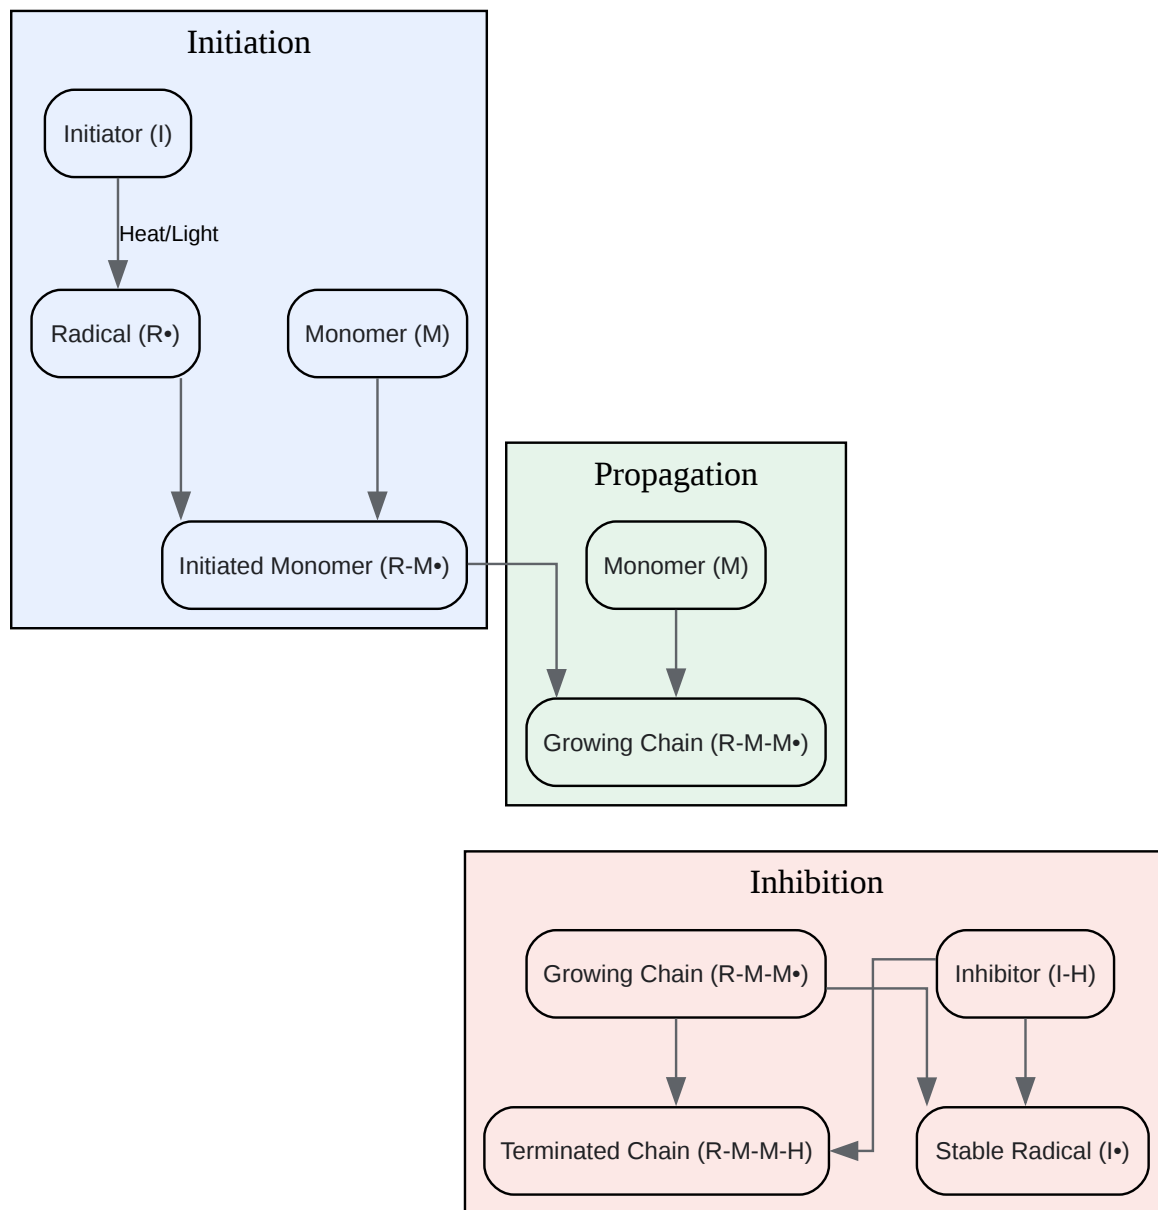 Initiation
Initiator (I)
Heat/Light
Radical (R•)
Monomer (M)
Initiated Monomer (R-M•)
Propagation
Monomer (M)
Growing Chain (R-M-M•)
Inhibition
Growing Chain (R-M-M•)
Inhibitor (I-H)
Terminated Chain (R-M-M-H)
Stable Radical (I•)